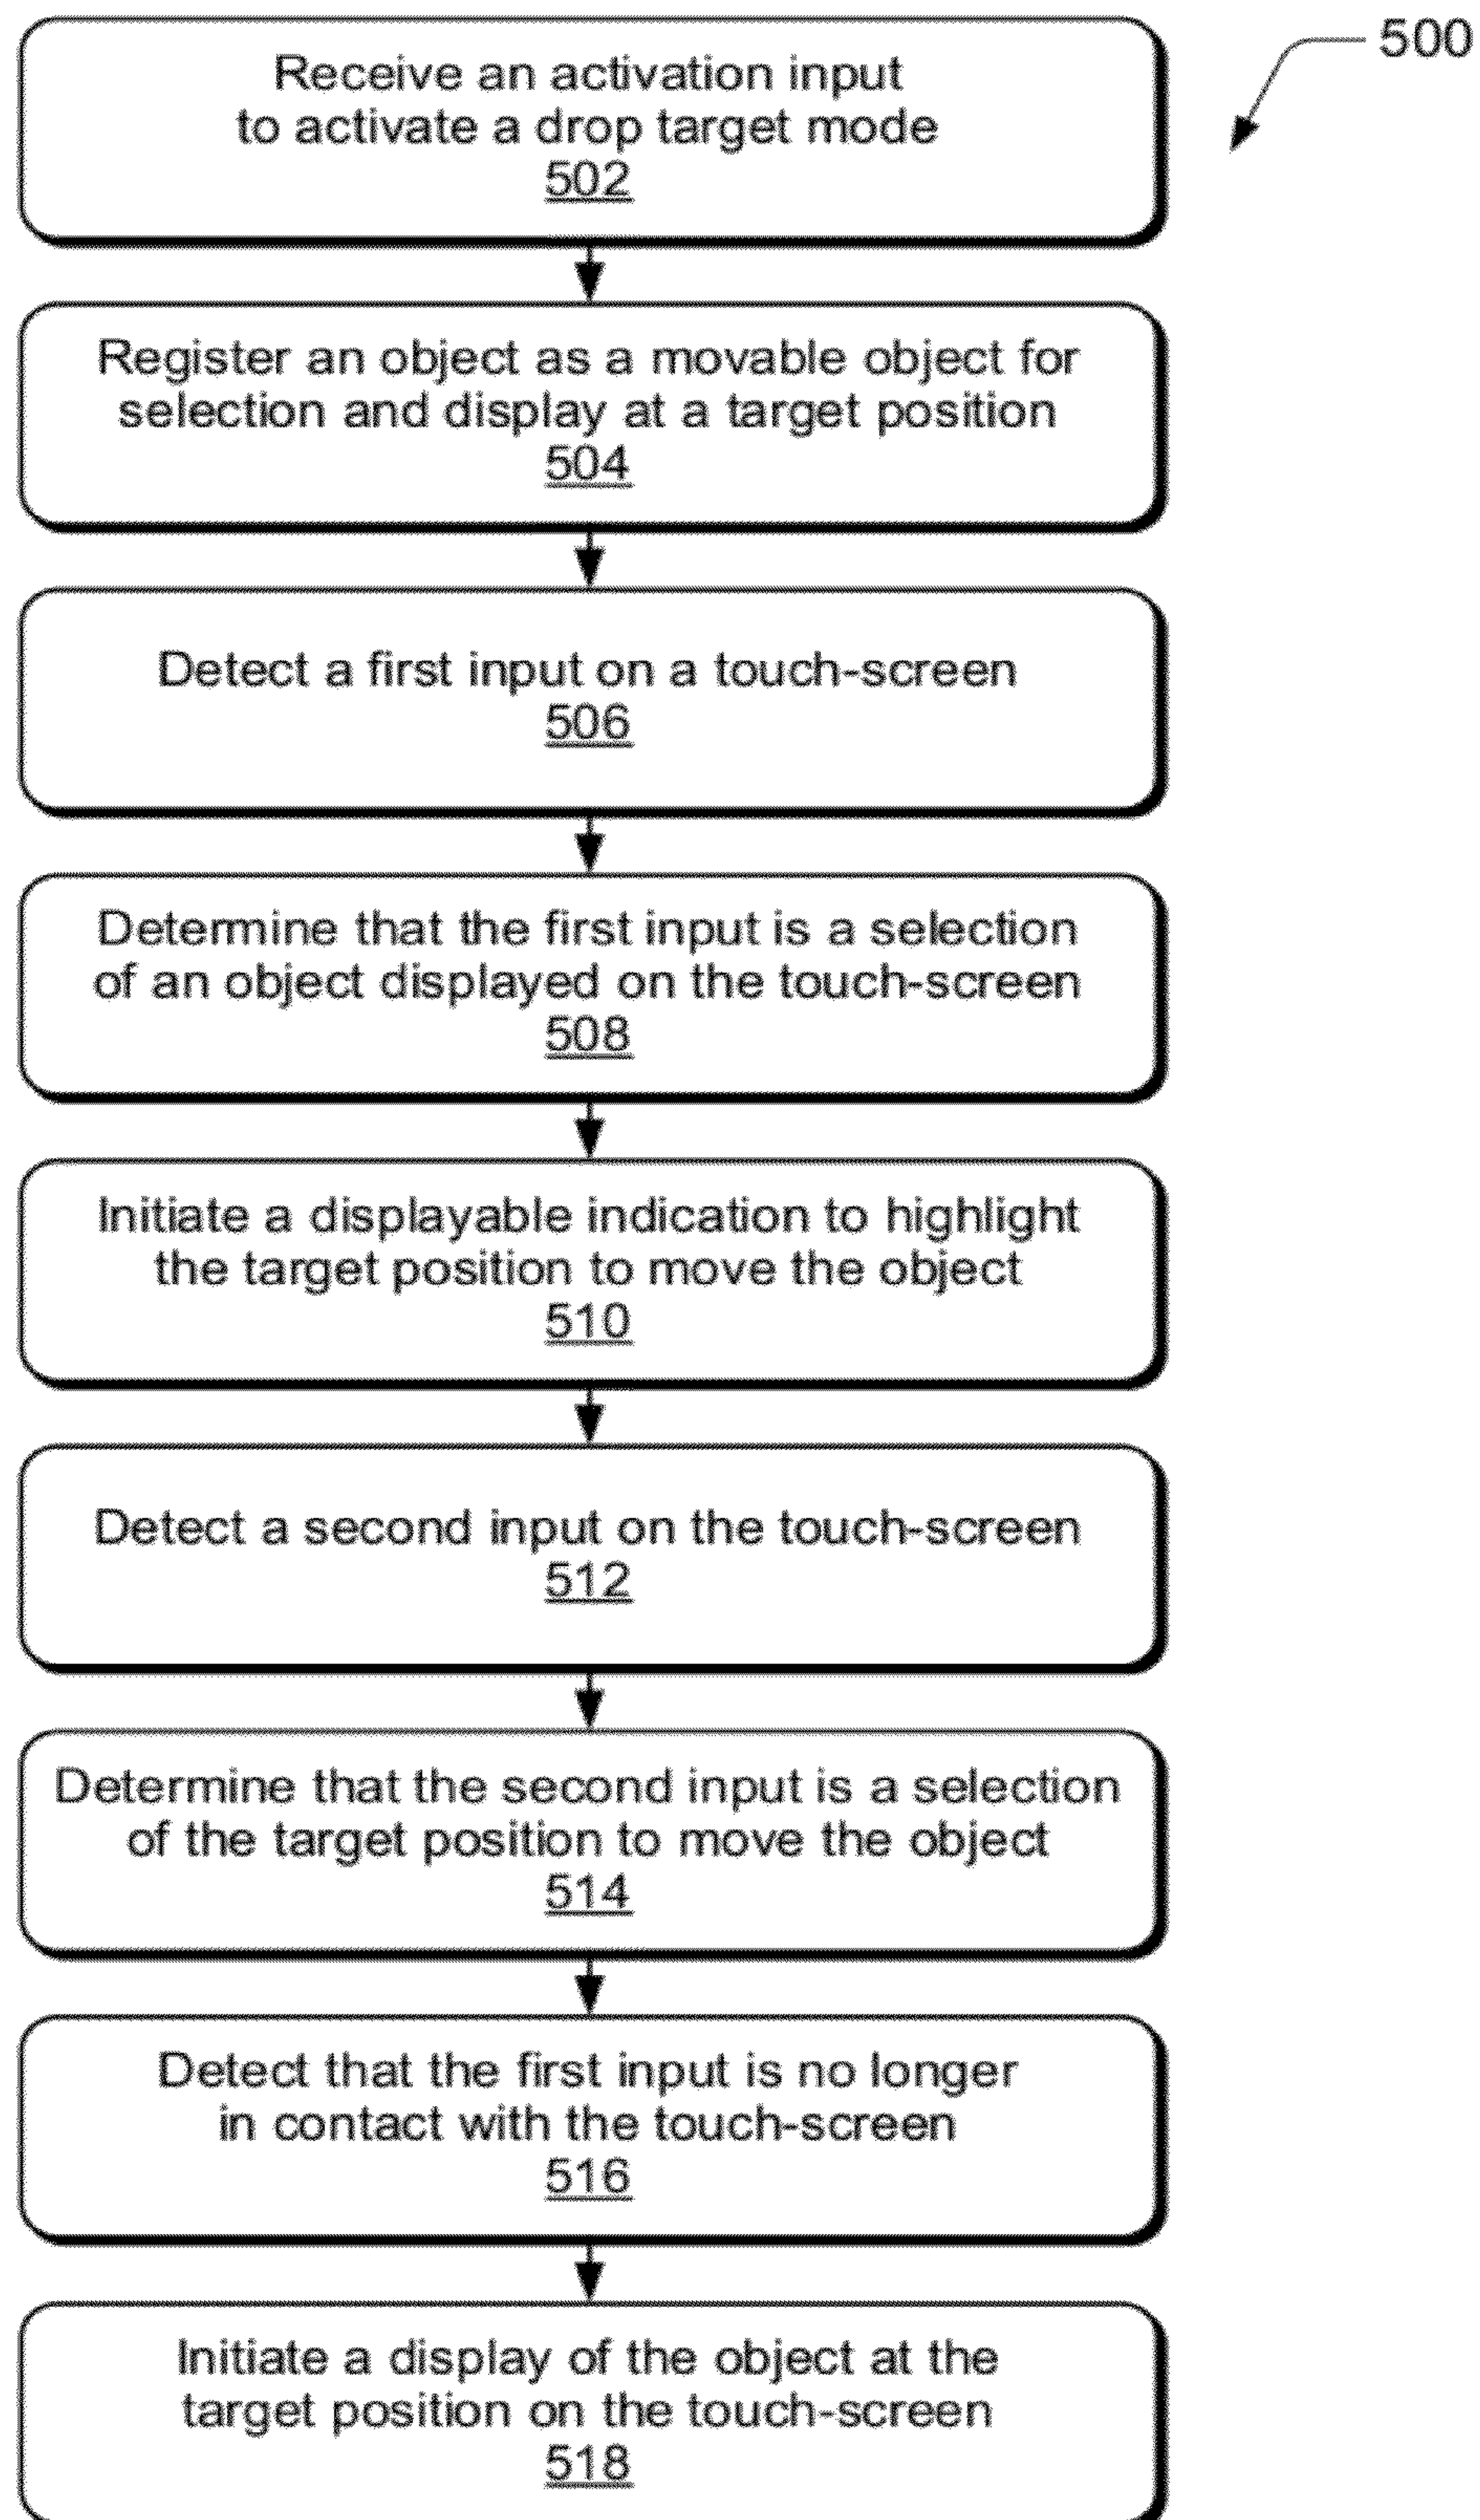 500
Receive an activation input
to activate a drop target mode
502
Register an object as a movable object for
selection and display at a target position
504
Detect a first input on a touch-screen
506
Determine that the first input is a selection
of an object displayed on the touch-screen
508
Initiate a displayable indication to highlight
the target position to move the object
510
Detect a second input on the touch-screen
512
Determine that the second input is a selection
of the target position to move the object
514
Detect that the first input is no longer
in contact with the touch-screen
516
Initiate a display of the object at the
target position on the touch-screen
518